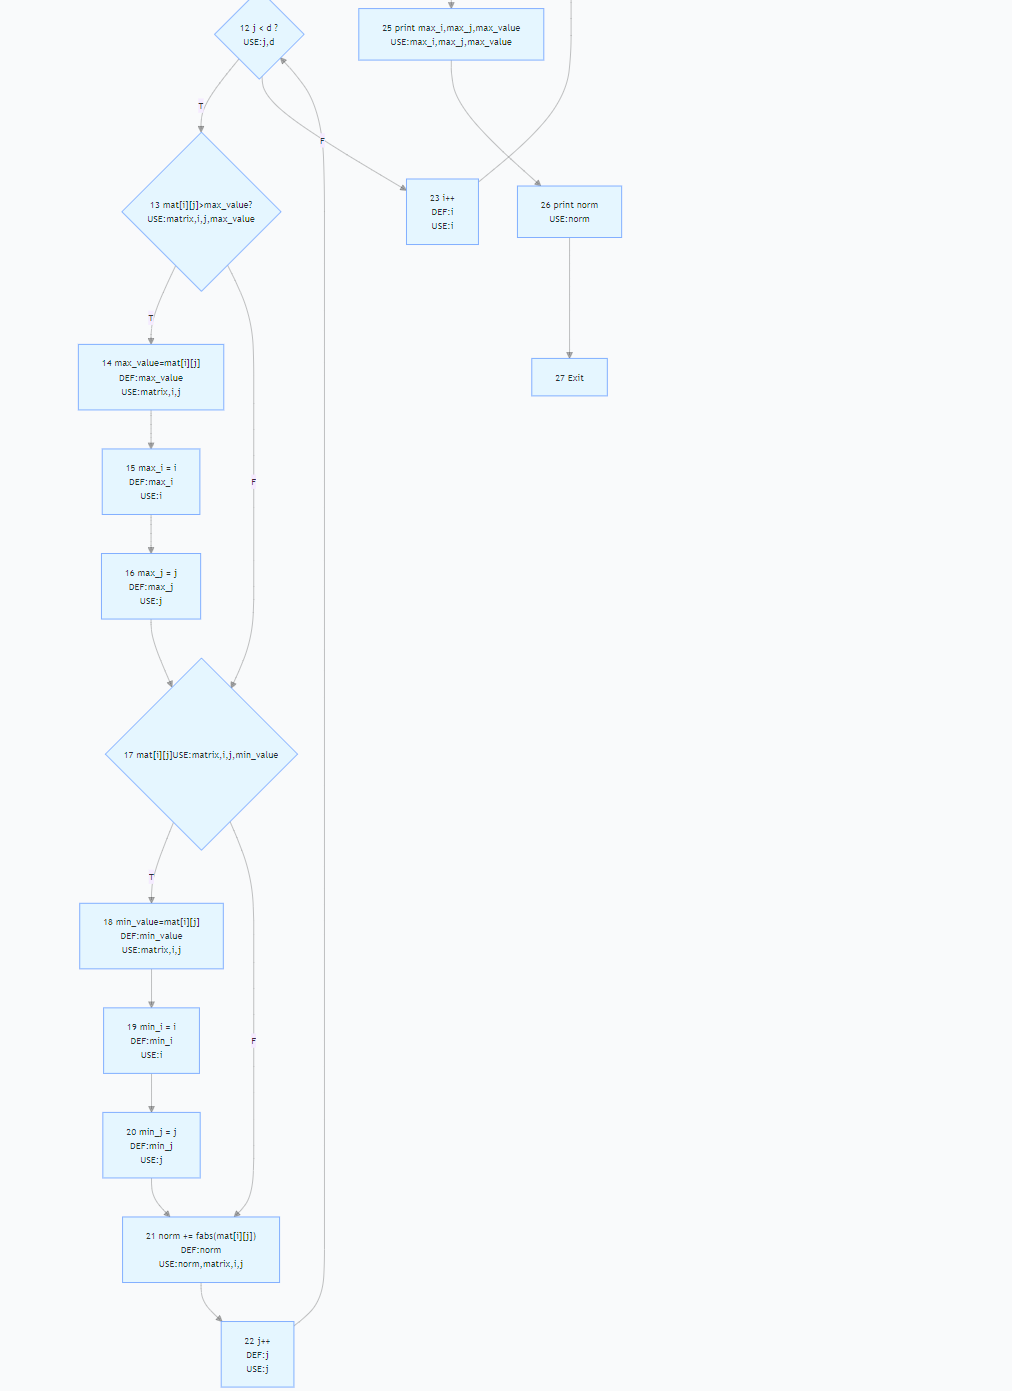 12 j < d ?
USE:j,d
25 print max_i,max_j,max_value
USE:max_i,max_j,max_value
T
F
13 mat[i][j]>max_value?
USE:matrix,i,j,max_value
23 i++
DEF:i
USE:i
26 print norm
USE:norm
T
14 max_value=mat[i][j]
DEF:max_value
USE:matrix,i,j
27 Exit
15 max_i = i
DEF:max_i
USE:i
F
16 max_j = j
DEF:max_j
USE:j
17 mat[i][j]USE:matrix,i,j,min_value
T
18 min_value=mat[i][j]
DEF:min_value
USE:matrix,i,j
19 min_i = i
DEF:min_i
USE:i
F
20 min_j = j
DEF:min_j
USE:j
21 norm += fabs(mat[i][j])
DEF:norm
USE:norm,matrix,i,j
22 j++
DEF:j
USE:j